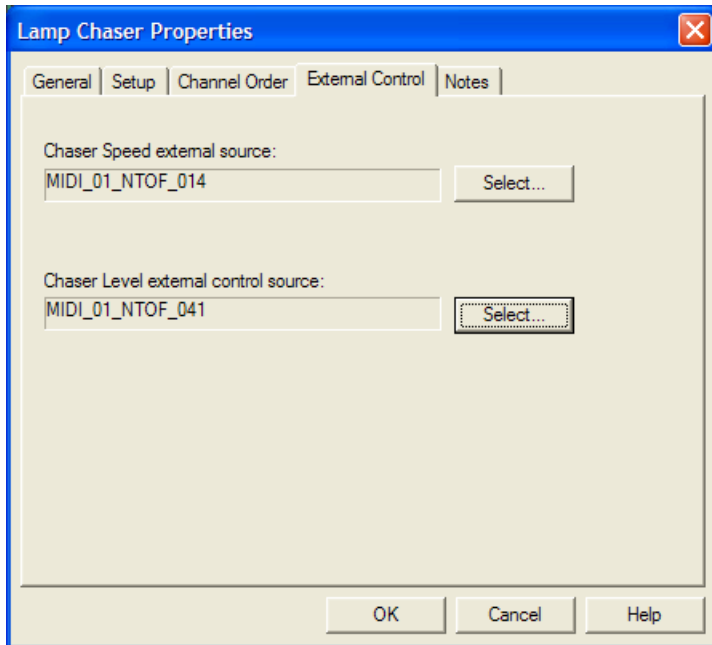 Lamp Chaser Properties
General Setup Channel Order External Control Notes
Chaser Speed external source:
MIDI_01_NTOF_014 Select...
Chaser Level external control source:
MIDI_01_NTOF_041 Select...
OK Cancel Help